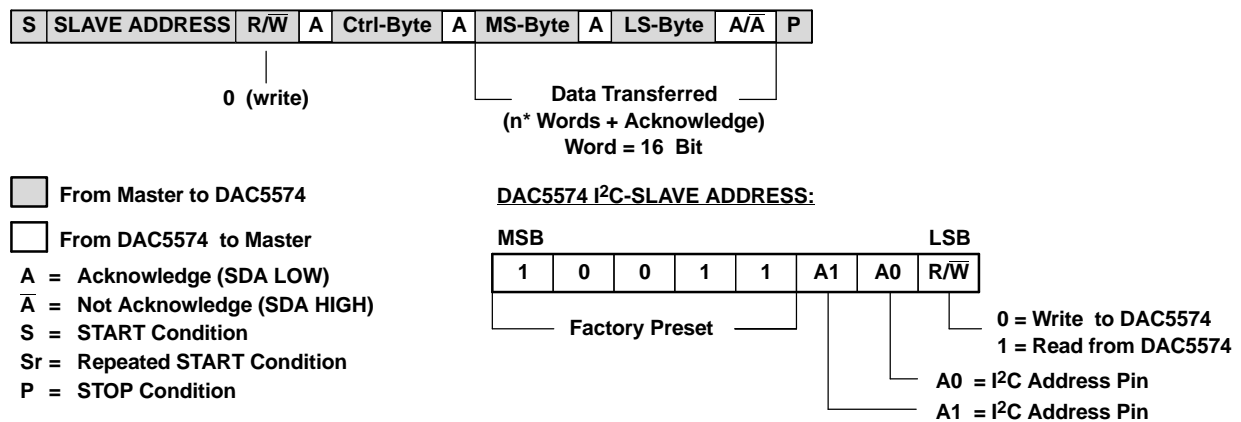 S SLAVE ADDRESS R/W̅ A Ctrl-Byte A MS-Byte A LS-Byte A/A̅ P
0 (write)
Data Transferred
(n* Words + Acknowledge)
Word = 16 Bit
From Master to DAC5574
From DAC5574 to Master
A = Acknowledge (SDA LOW)
A̅ = Not Acknowledge (SDA HIGH)
S = START Condition
Sr = Repeated START Condition
P = STOP Condition
DAC5574 I²C-SLAVE ADDRESS:
MSB LSB
1 0 0 1 1 A1 A0 R/W̅
Factory Preset
0 = Write to DAC5574
1 = Read from DAC5574
A0 = I²C Address Pin
A1 = I²C Address Pin